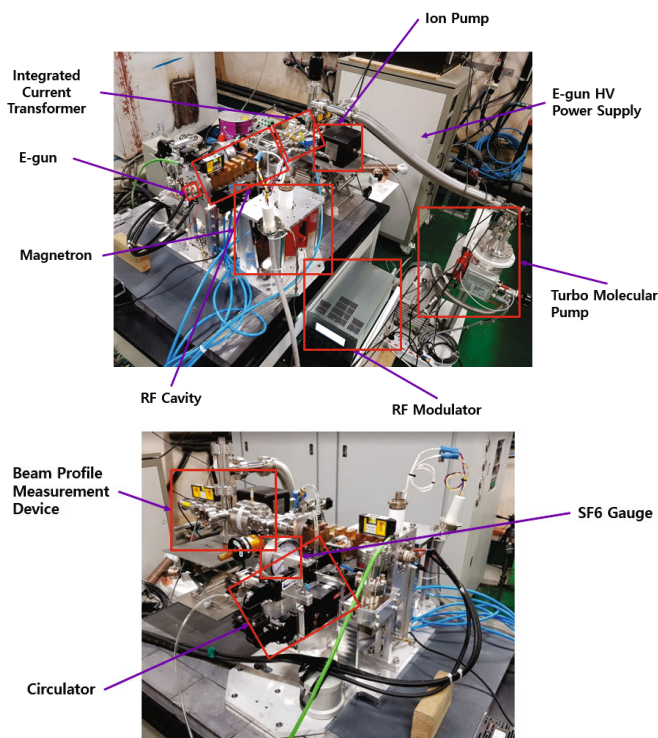 Ion Pump
Integrated
Current
Transformer
E-gun HV
Power Supply
E-gun
Magnetron
Turbo Molecular
Pump
RF Cavity
RF Modulator
Beam Profile
Measurement
Device
SF6 Gauge
Circulator